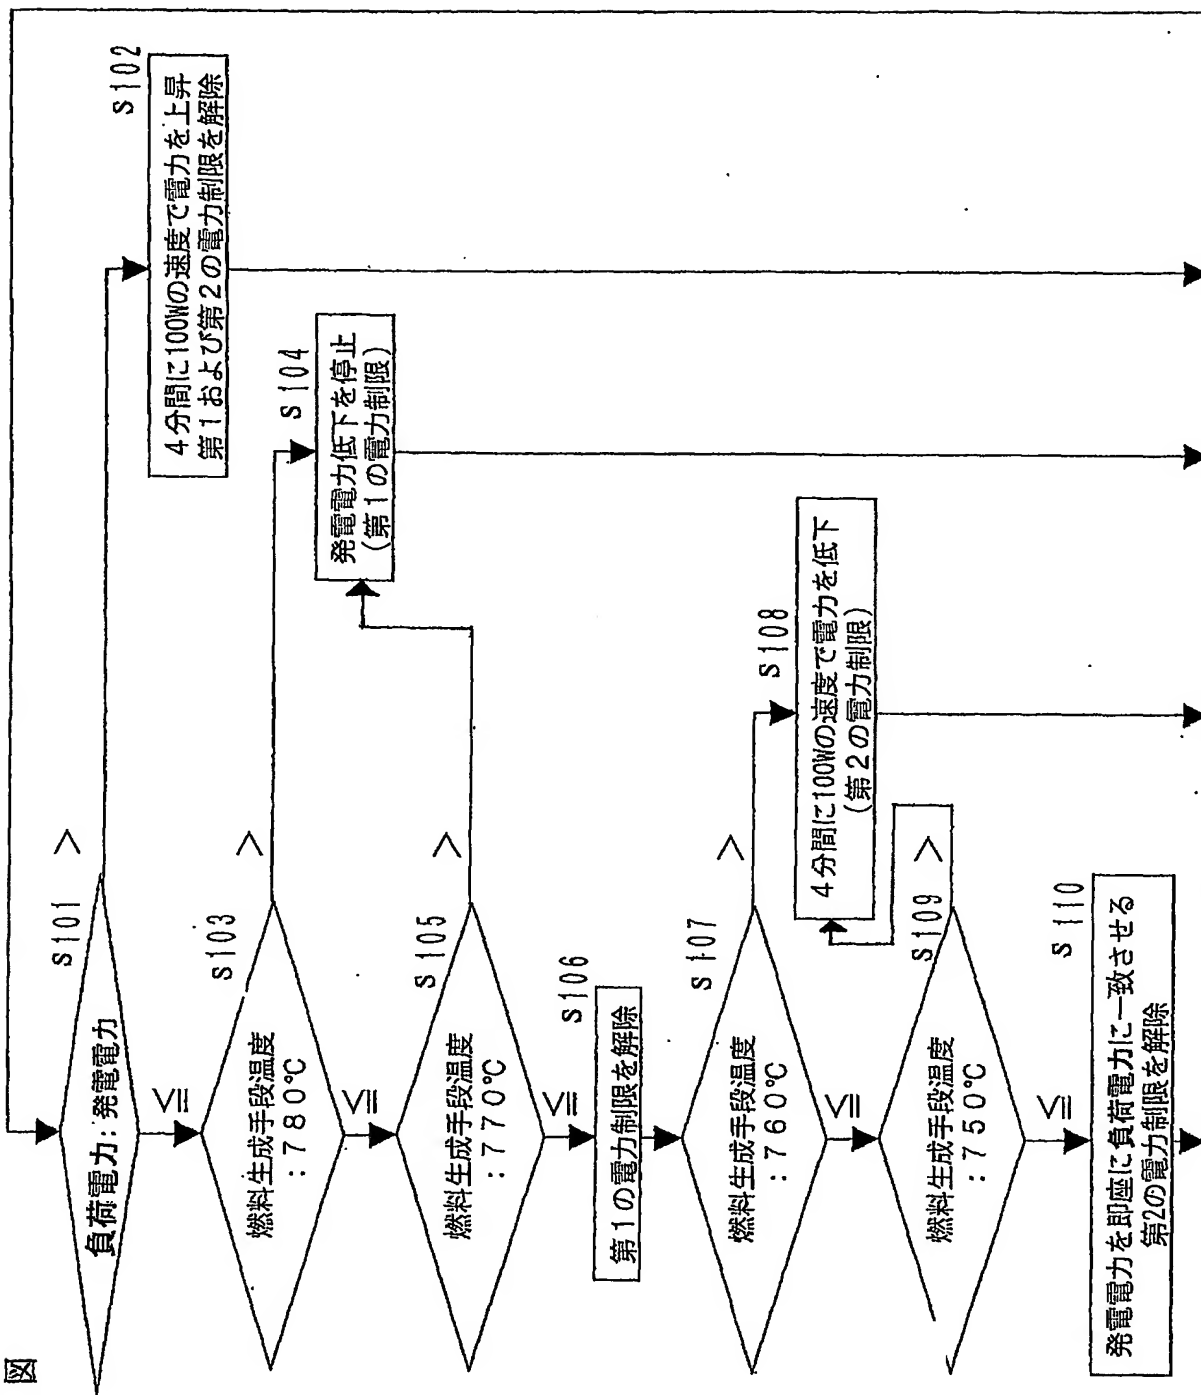 図
s101
負荷電力:発電電力
>
≦
s102
4分間に100Wの速度で電力を上昇
第1および第2の電力制限を解除
s103
燃料生成手段温度
:780℃
>
≦
s104
発電電力低下を停止
(第1の電力制限)
s105
燃料生成手段温度
:770℃
>
≦
s106
第1の電力制限を解除
s107
燃料生成手段温度
:760℃
>
≦
s108
4分間に100Wの速度で電力を低下
(第2の電力制限)
s109
燃料生成手段温度
:750℃
>
≦
s110
発電電力を即座に負荷電力に一致させる
第2の電力制限を解除